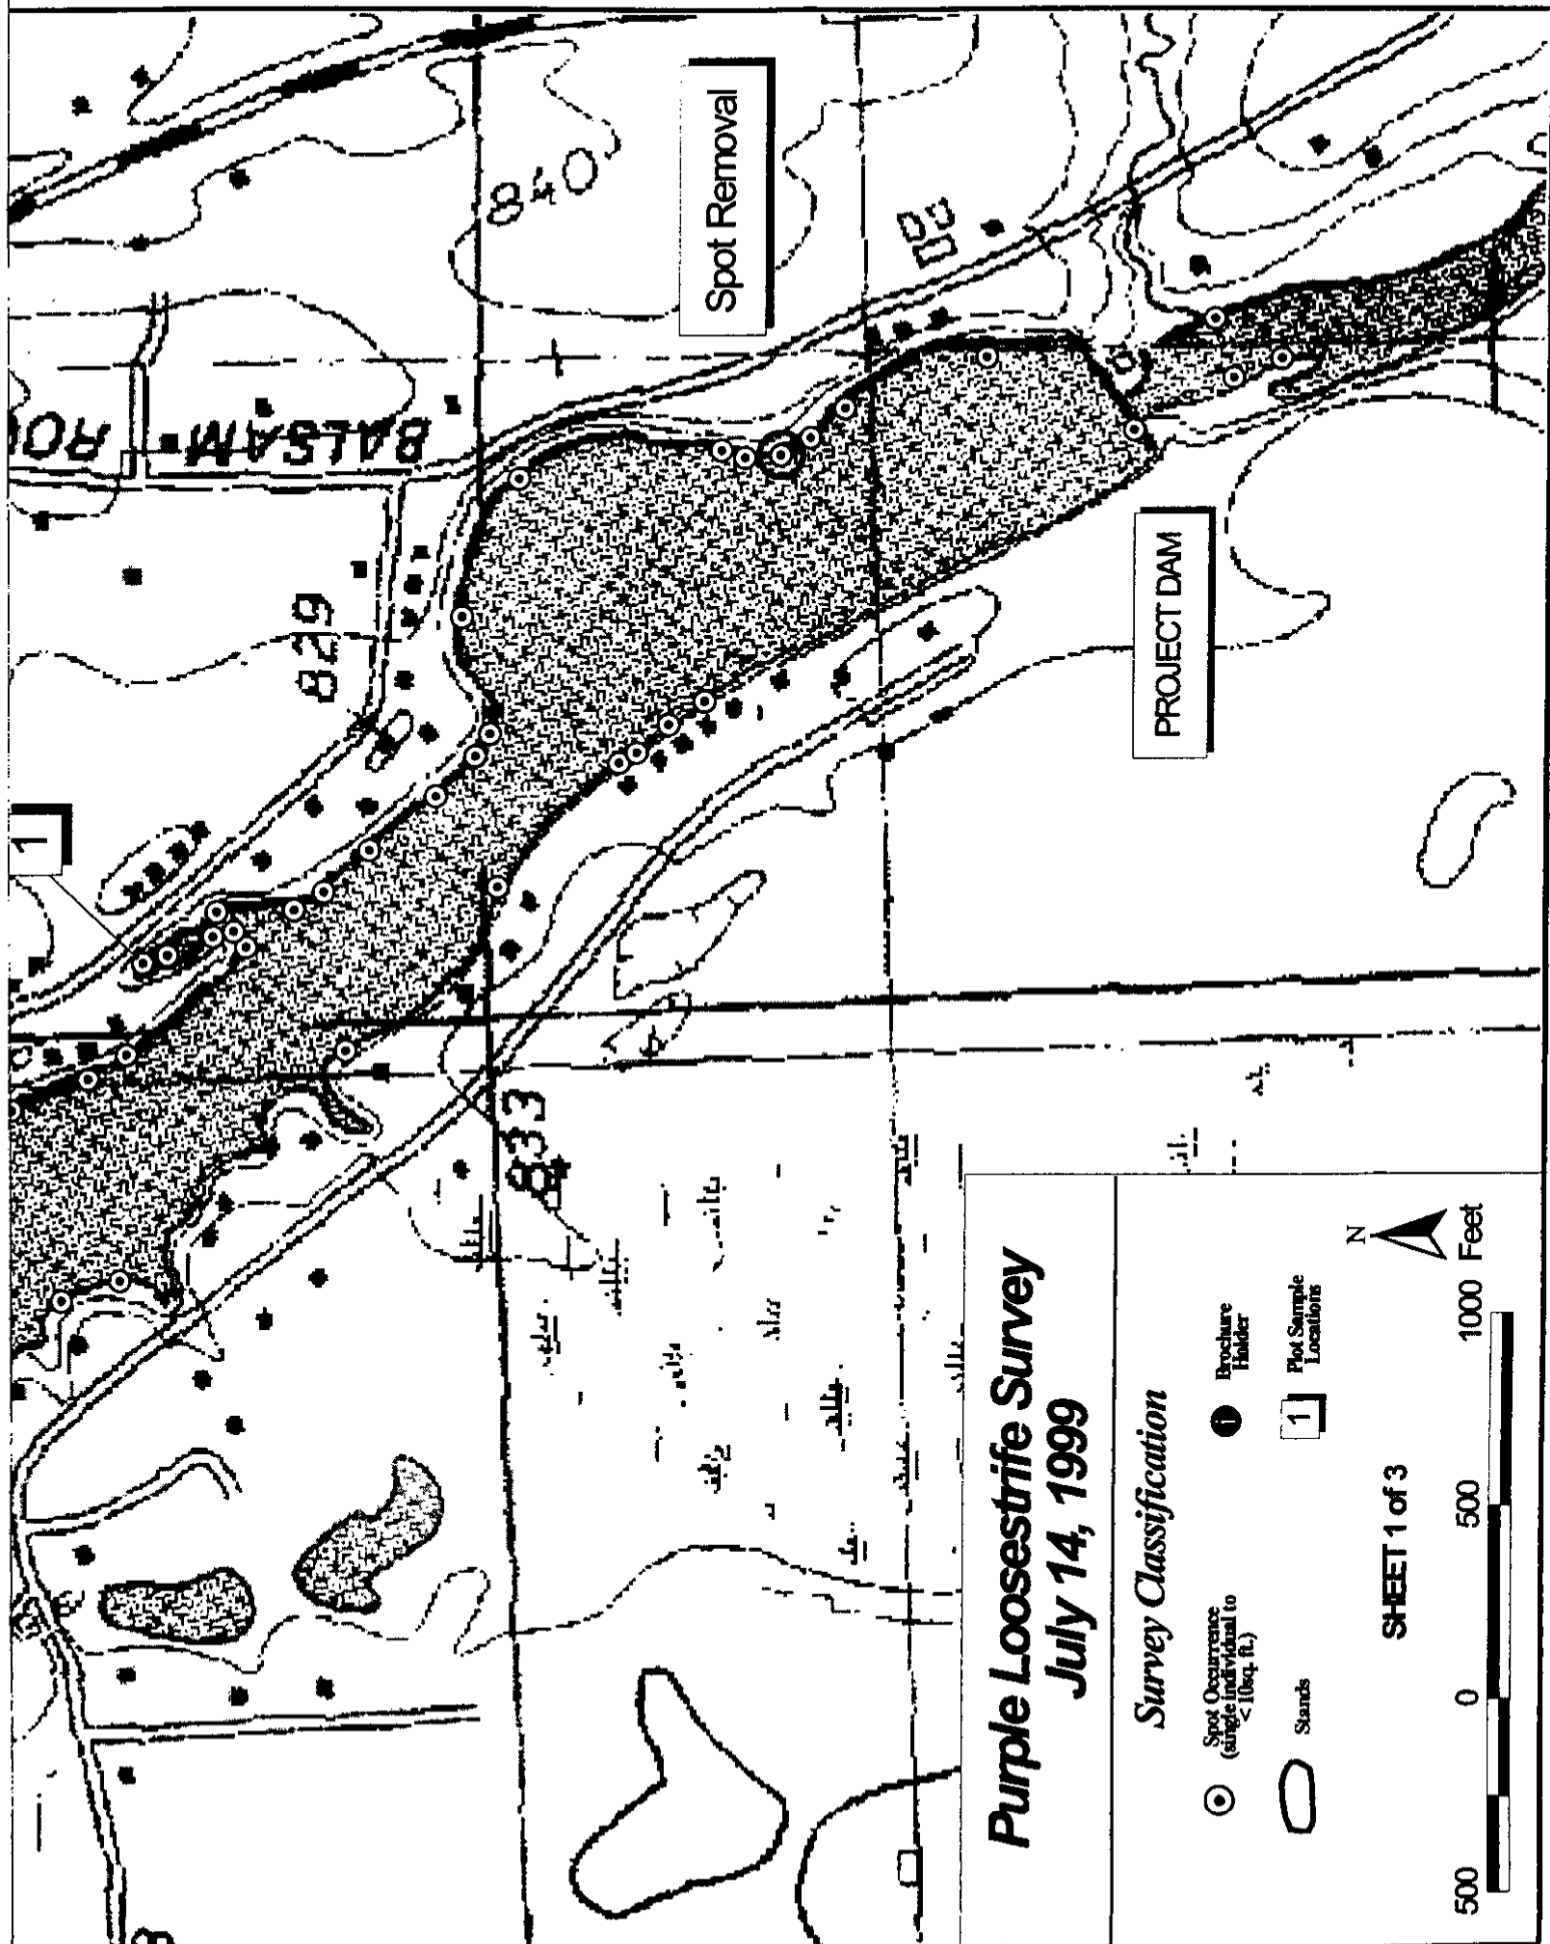 BALSAM
Spot Removal
840
829
1
833
PROJECT DAM
Purple Loosestrife Survey
July 14, 1999
Survey Classification
Spot Occurrence
(single individual to
< 10sq. ft.)
Brochure
Holder
Stands
1
Plot Sample
Locations
N
SHEET 1 of 3
500 0 500 1000 Feet